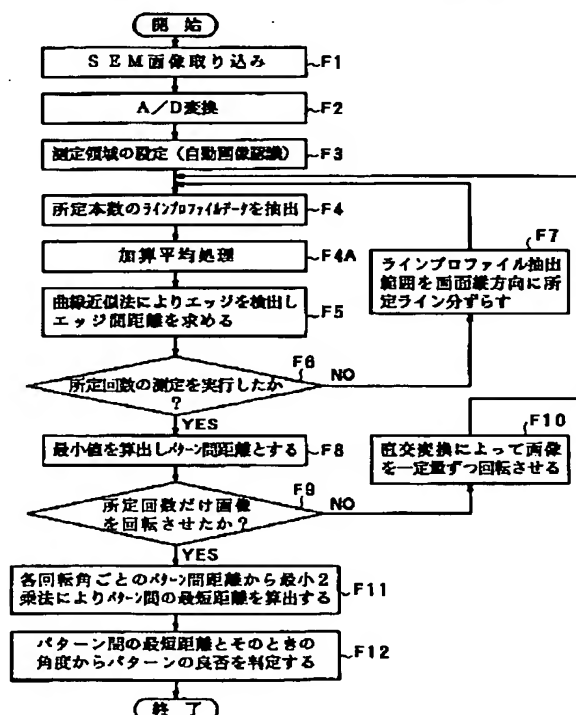 開始
SEM画像取り込み
F1
A/D変換
F2
測定領域の設定(自動画像認識)
F3
所定本数のラインプロファイルデータを抽出
F4
加算平均処理
F4A
曲線近似法によりエッジを検出し
エッジ間距離を求める
F5
F6
所定回数の測定を実行したか
?
NO
YES
F7
ラインプロファイル抽出
範囲を画面縦方向に所
定ライン分ずらす
最小値を算出しパターン間距離とする
F8
F9
所定回数だけ画像
を回転させたか?
NO
YES
F10
直交変換によって画像
を一定量ずつ回転させる
各回転角ごとのパターン間距離から最小2
乗法によりパターン間の最短距離を算出する
F11
パターン間の最短距離とそのときの
角度からパターンの良否を判定する
F12
終了